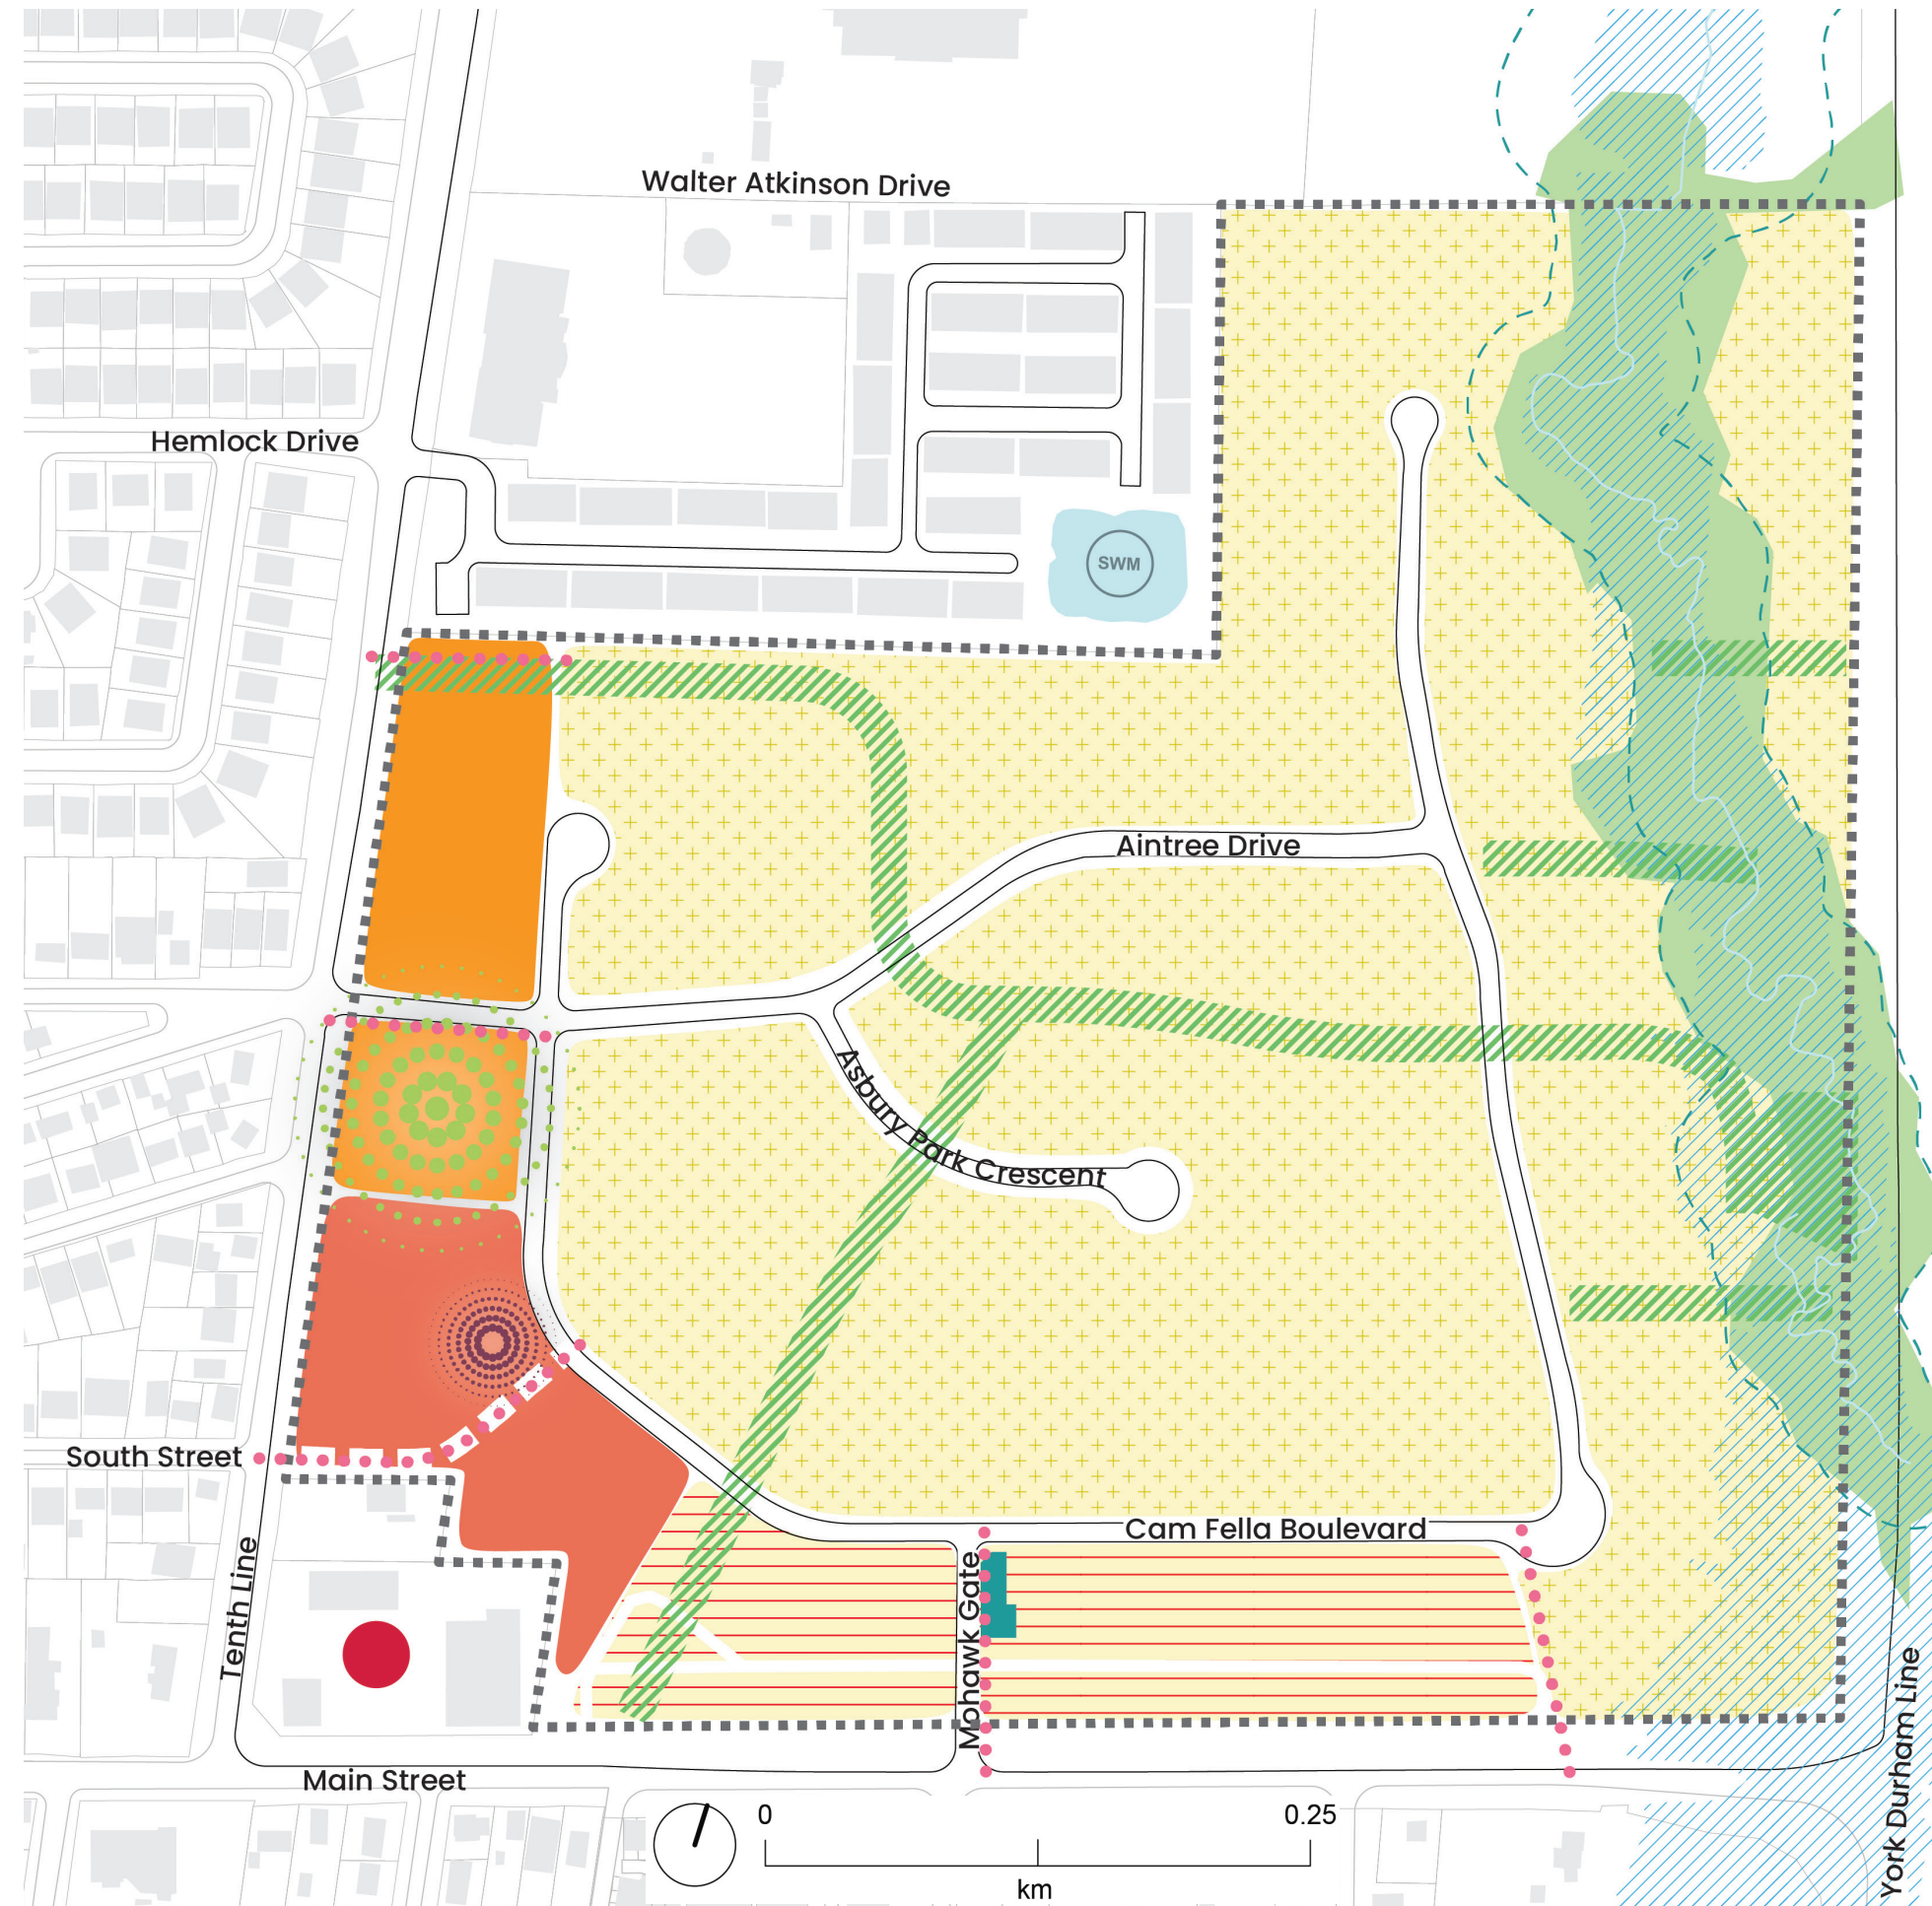 Walter Atkinson Drive
Hemlock Drive
SWM
Aintree Drive
Asbury Park Crescent
South Street
Cam Fella Boulevard
Mohawk Gate
Tenth Line
York Durham Line
Main Street
0
0.25
km